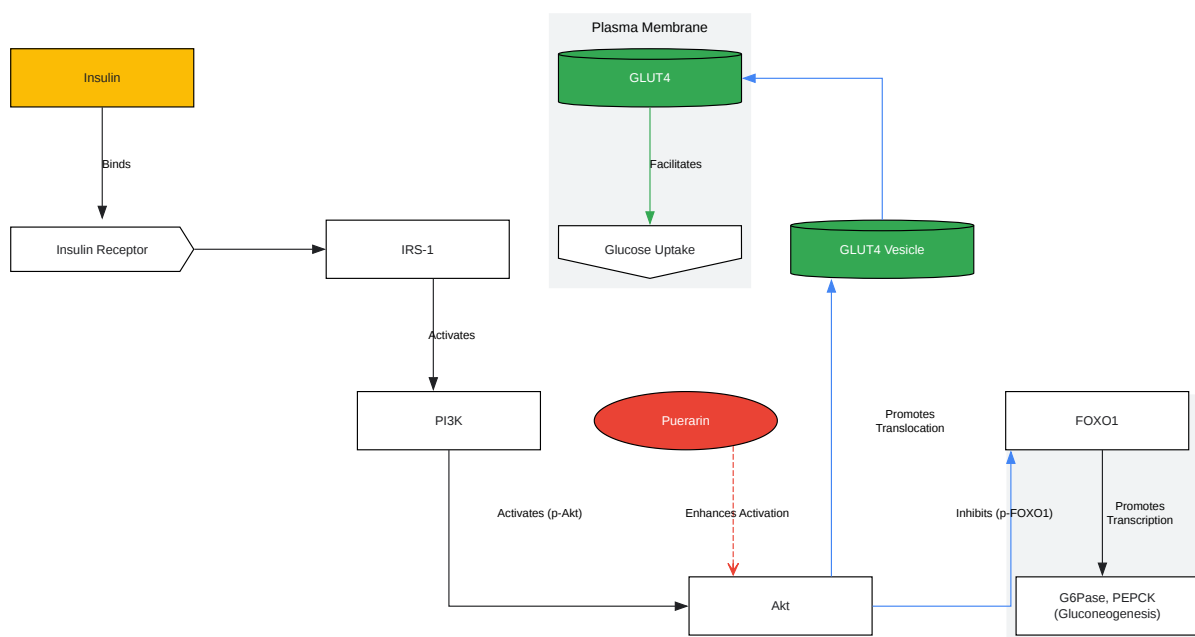 Plasma Membrane
Insulin
GLUT4
Binds
Facilitates
Insulin Receptor
IRS-1
Glucose Uptake
GLUT4 Vesicle
Activates
PI3K
Puerarin
Promotes
Translocation
FOXO1
Activates (p-Akt)
Enhances Activation
Inhibits (p-FOXO1)
Promotes
Transcription
Akt
G6Pase, PEPCK
(Gluconeogenesis)